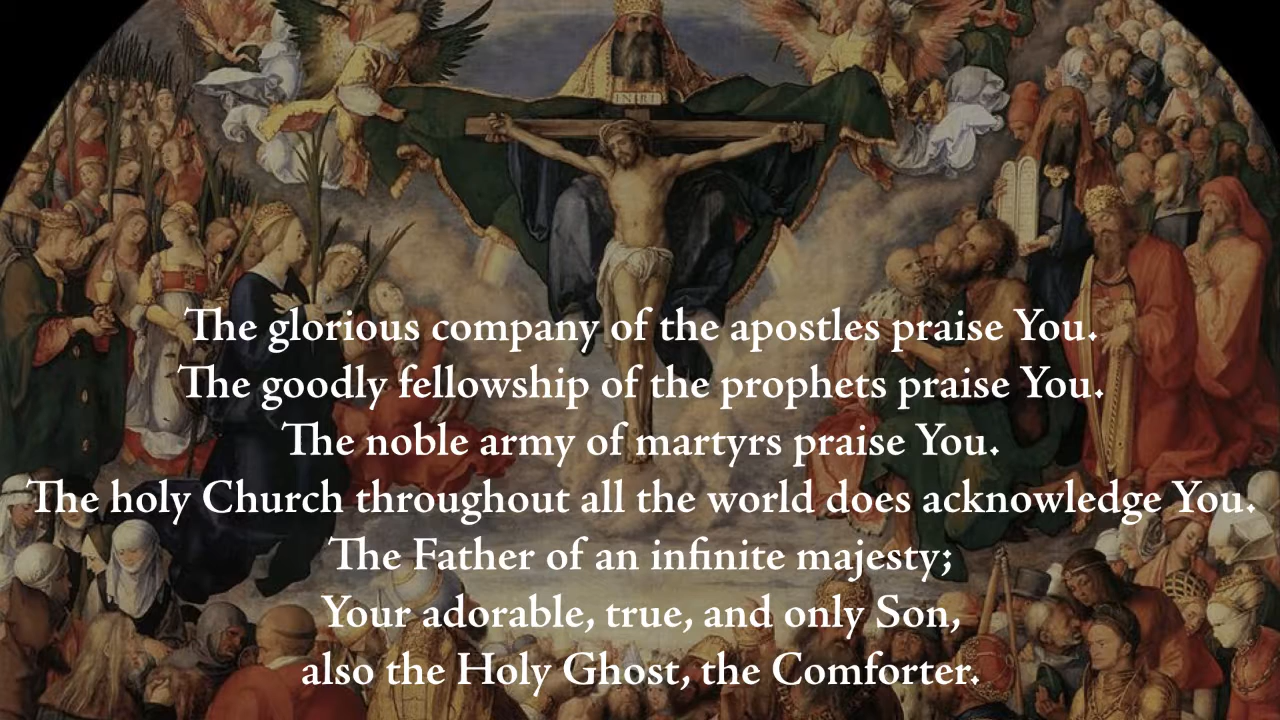 INRI
The glorious company of the apostles praise You.
The goodly fellowship of the prophets praise You.
The noble army of martyrs praise You.
The holy Church throughout all the world does acknowledge You.
The Father of an infinite majesty;
Your adorable, true, and only Son,
also the Holy Ghost, the Comforter.